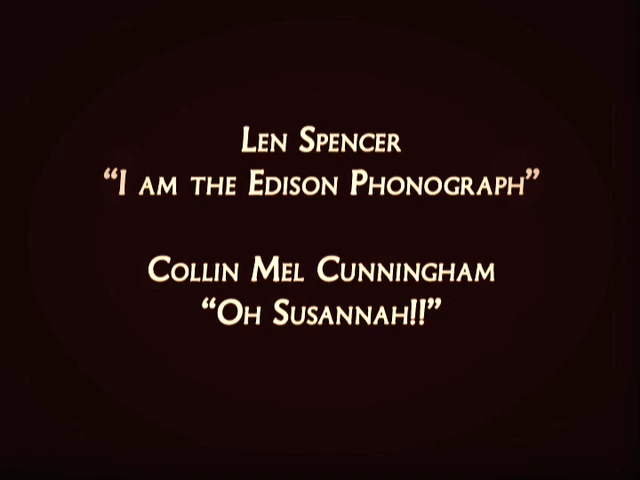 Len Spencer
“I am the Edison Phonograph”
Collin Mel Cunningham
“Oh Susannah!!”